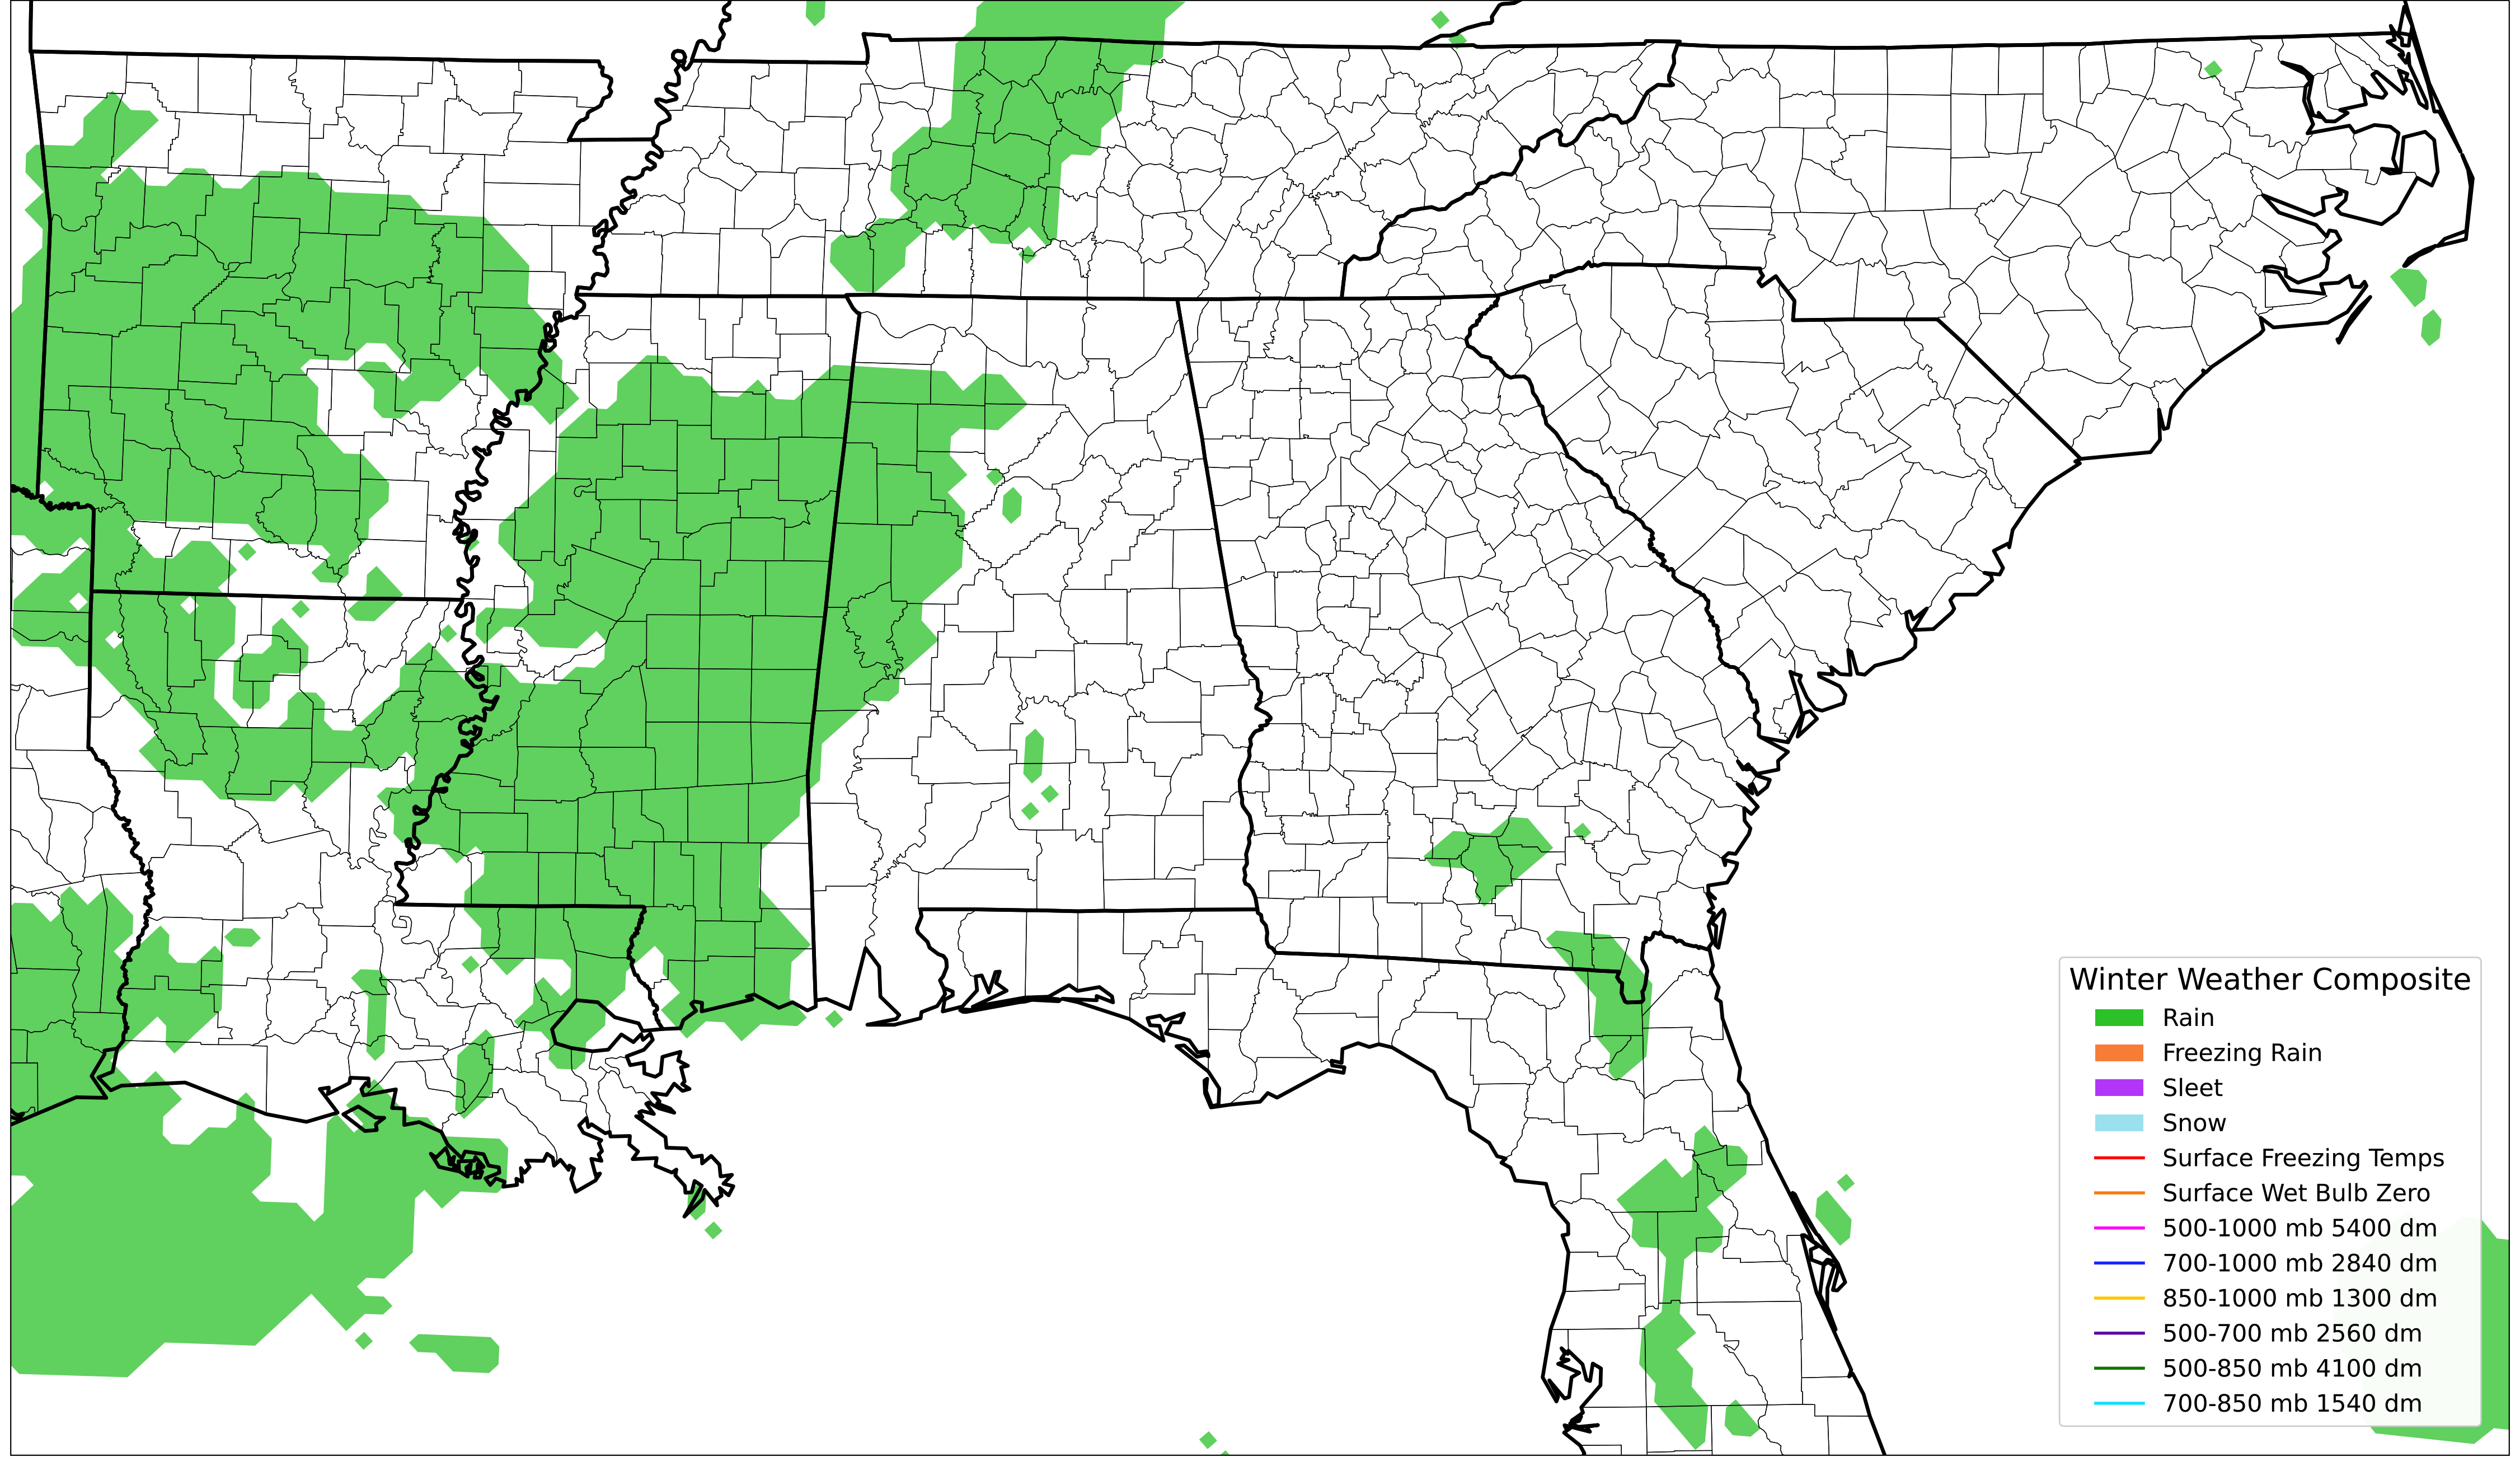 Winter Weather Composite
Rain
Freezing Rain
Sleet
Snow
Surface Freezing Temps
Surface Wet Bulb Zero
500-1000 mb 5400 dm
700-1000 mb 2840 dm
850-1000 mb 1300 dm
500-700 mb 2560 dm
500-850 mb 4100 dm
700-850 mb 1540 dm